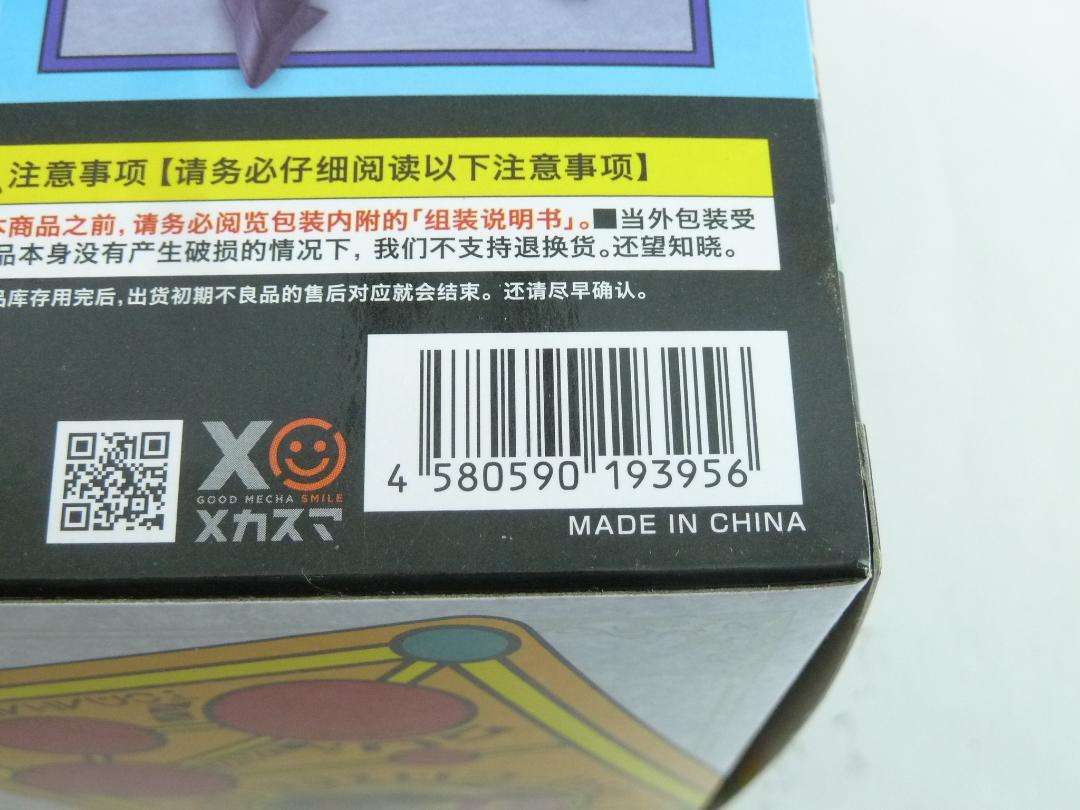 注意事项【请务必仔细阅读以下注意事项】
本商品之前，请务必阅览包装内附的「组装说明书」。■当外包装受
品本身没有产生破损的情况下，我们不支持退换货。还望知晓。
品库存用完后，出货初期不良品的售后对应就会结束。还请尽早确认。
GOOD MECHA SMILE
メカスマ
4 580590 193956
MADE IN CHINA